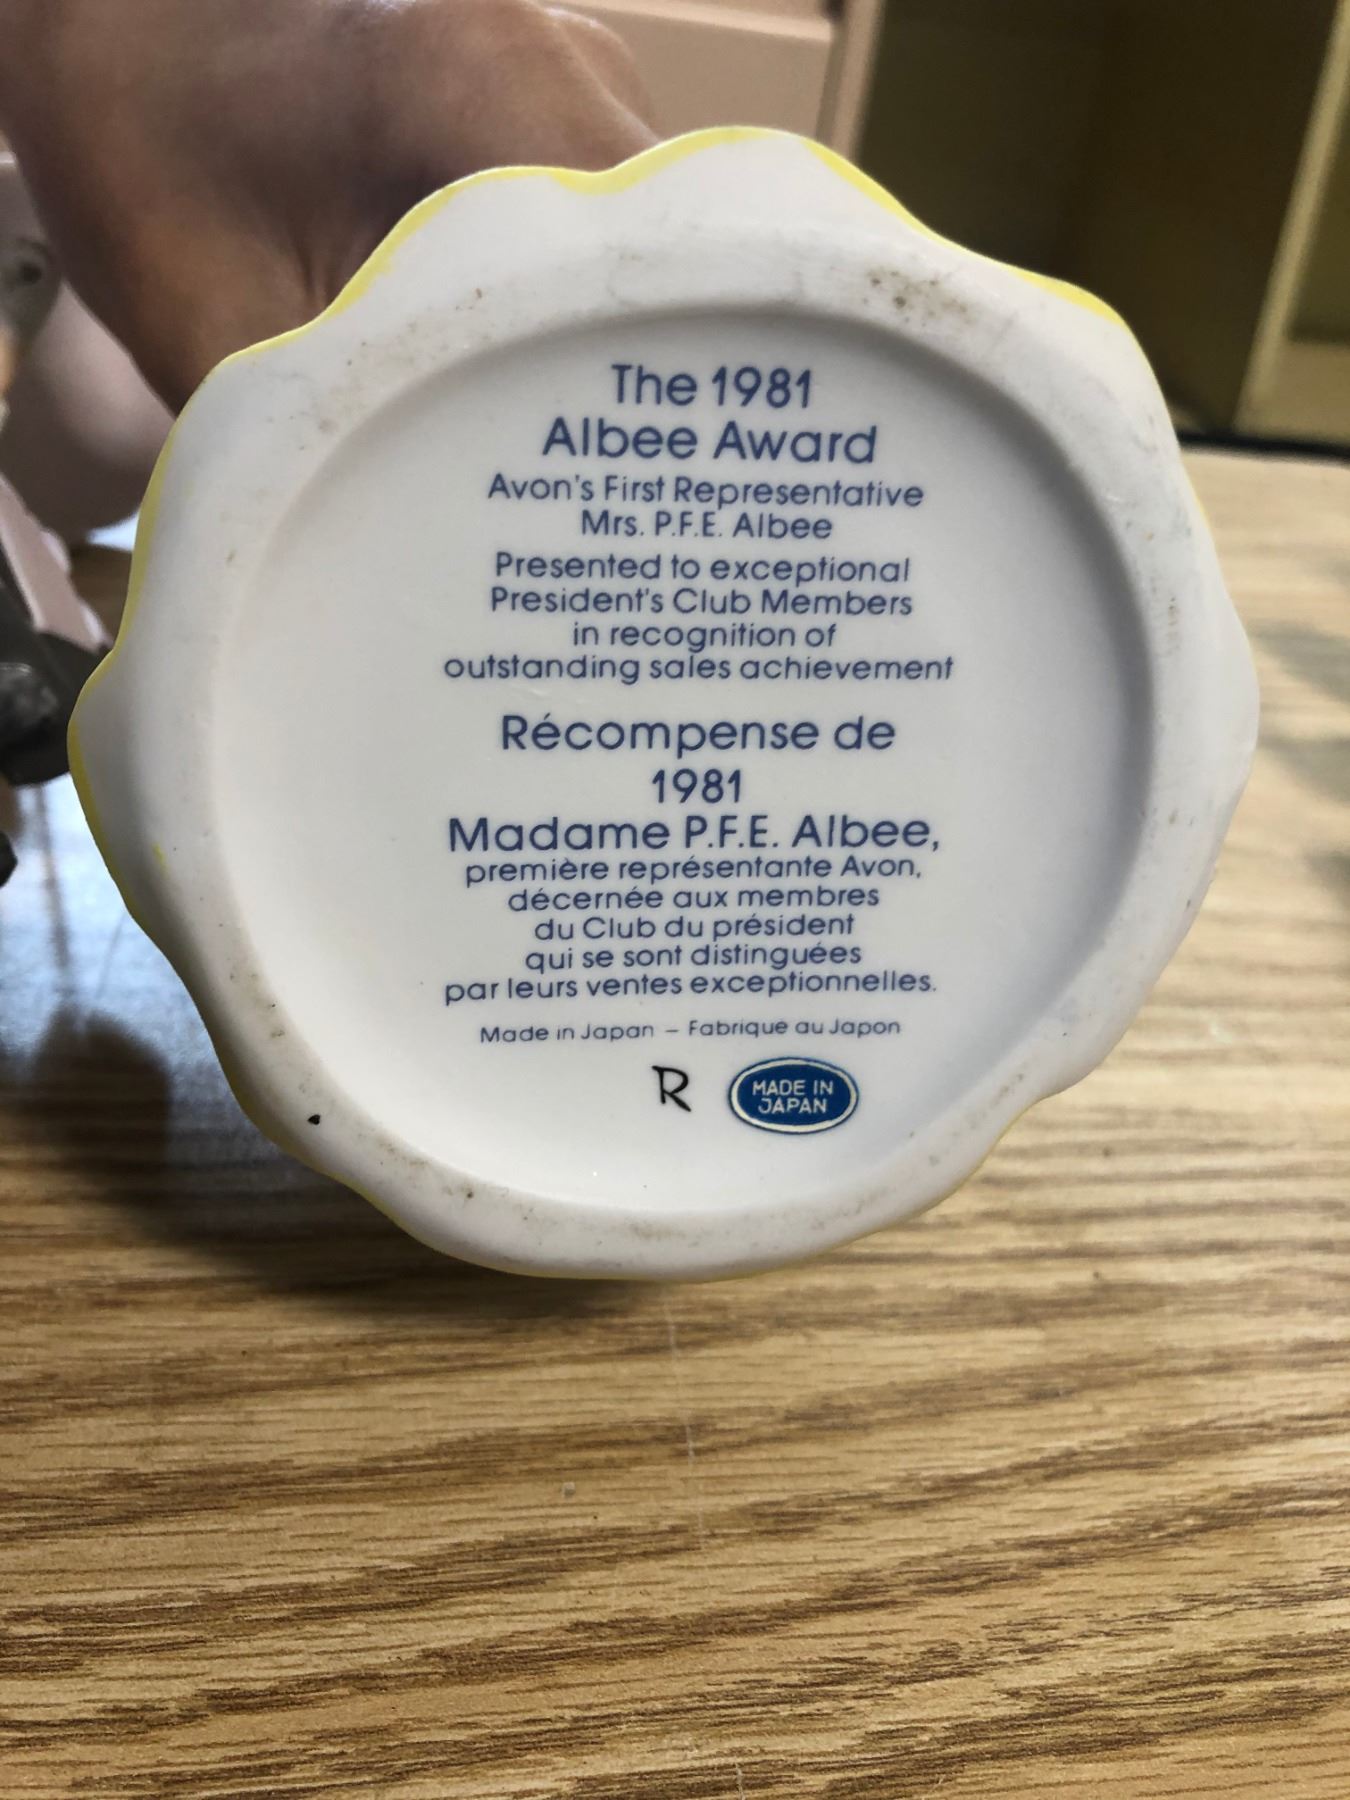 The 1981
Albee Award
Avon's First Representative
Mrs. P.F.E. Albee
Presented to exceptional
President's Club Members
in recognition of
outstanding sales achievement
Récompense de
1981
Madame P.F.E. Albee,
première représentante Avon,
décernée aux membres
du Club du président
qui se sont distinguées
par leurs ventes exceptionnelles.
Made in Japan – Fabriqué au Japon
R
MADE IN
JAPAN